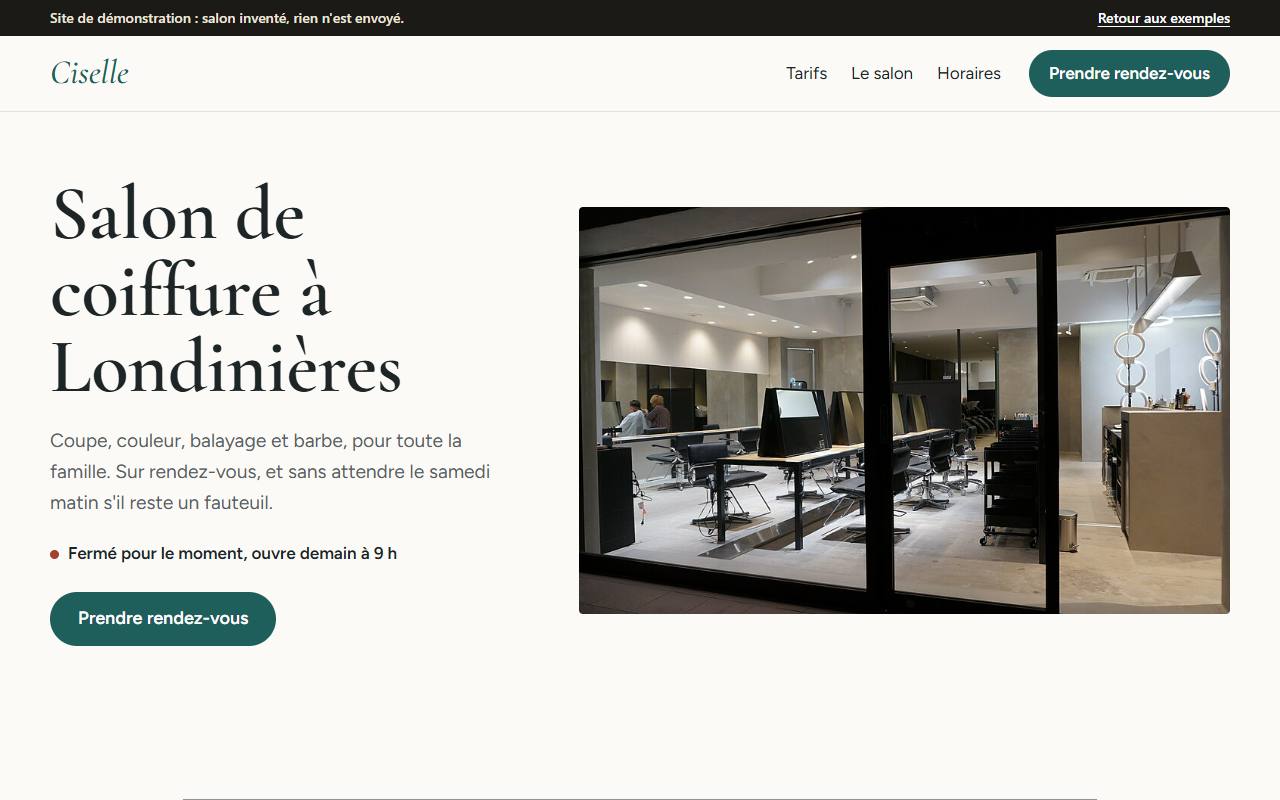 Site de démonstration : salon inventé, rien n'est envoyé.
Retour aux exemples
Ciselle
Tarifs
Le salon
Horaires
Prendre rendez-vous
Salon de
coiffure à
Londinières
Coupe, couleur, balayage et barbe, pour toute la
famille. Sur rendez-vous, et sans attendre le samedi
matin s'il reste un fauteuil.
Fermé pour le moment, ouvre demain à 9 h
Prendre rendez-vous